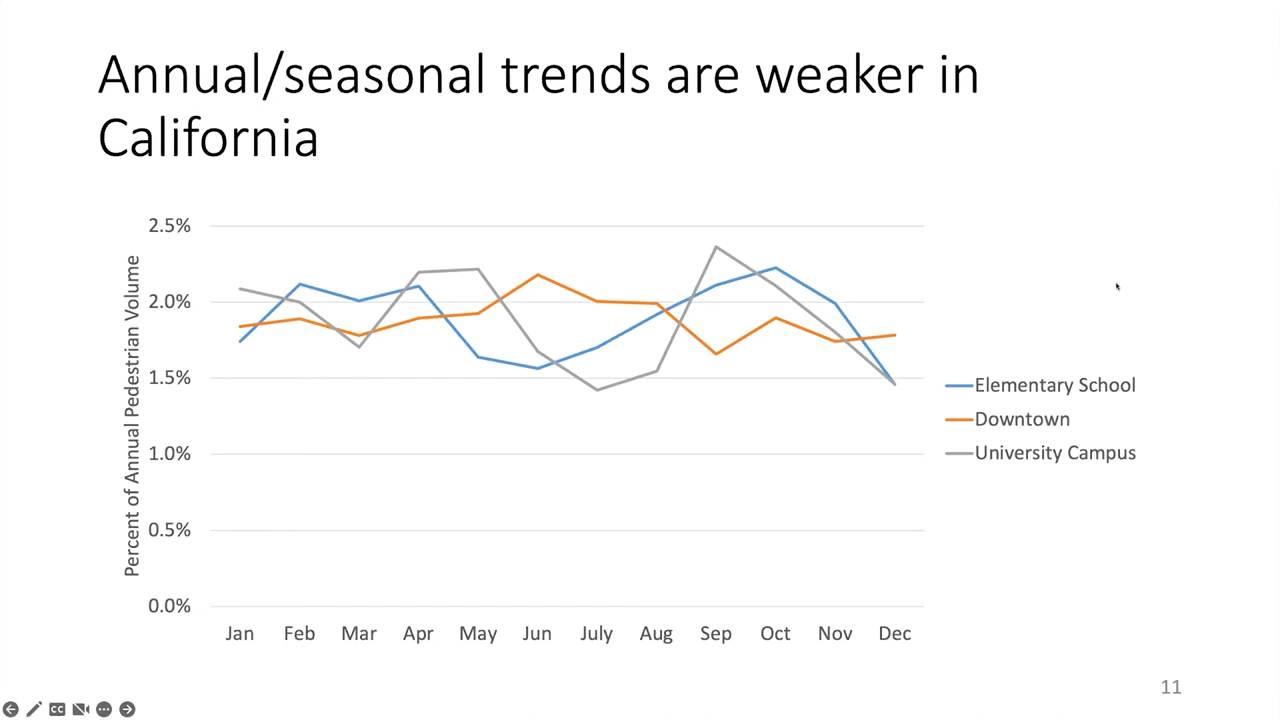 Annual/seasonal trends are weaker in
California
Percent of Annual Pedestrian Volume
2.5%
2.0%
1.5%
1.0%
0.5%
0.0%
Jan Feb Mar Apr May Jun July Aug Sep Oct Nov Dec
Elementary School
Downtown
University Campus
11
CC